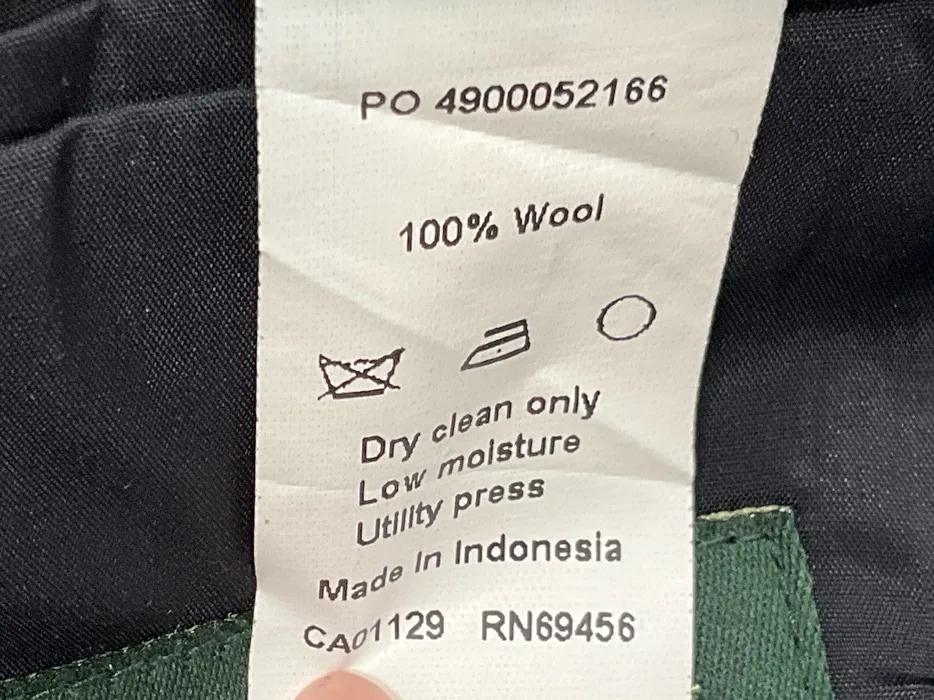 PO 4900052166
100% Wool
Dry clean only
Low moisture
Utility press
Made In Indonesia
CA01129 RN69456